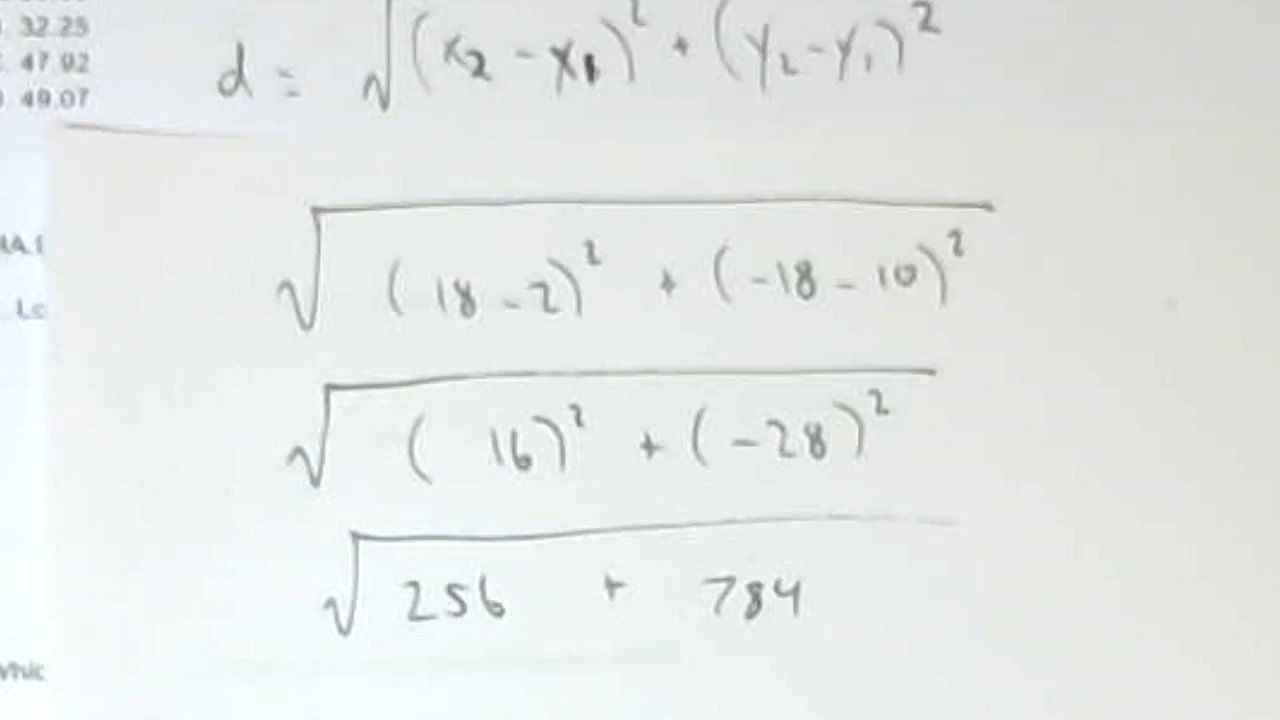 32.25
47.92
49.07
d = √(x₂ - x₁)² + (y₂ - y₁)²
√(18 - 2)² + (-18 - 10)²
Lo
√( 16)² + (-28)²
√256 + 784